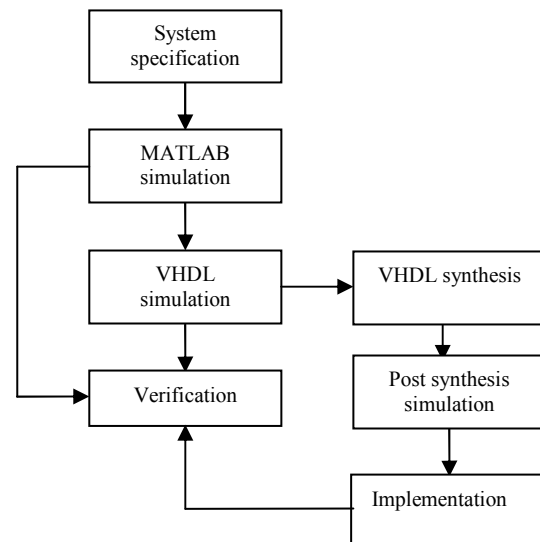 System
specification
MATLAB
simulation
VHDL
simulation
VHDL synthesis
Verification
Post synthesis
simulation
Implementation